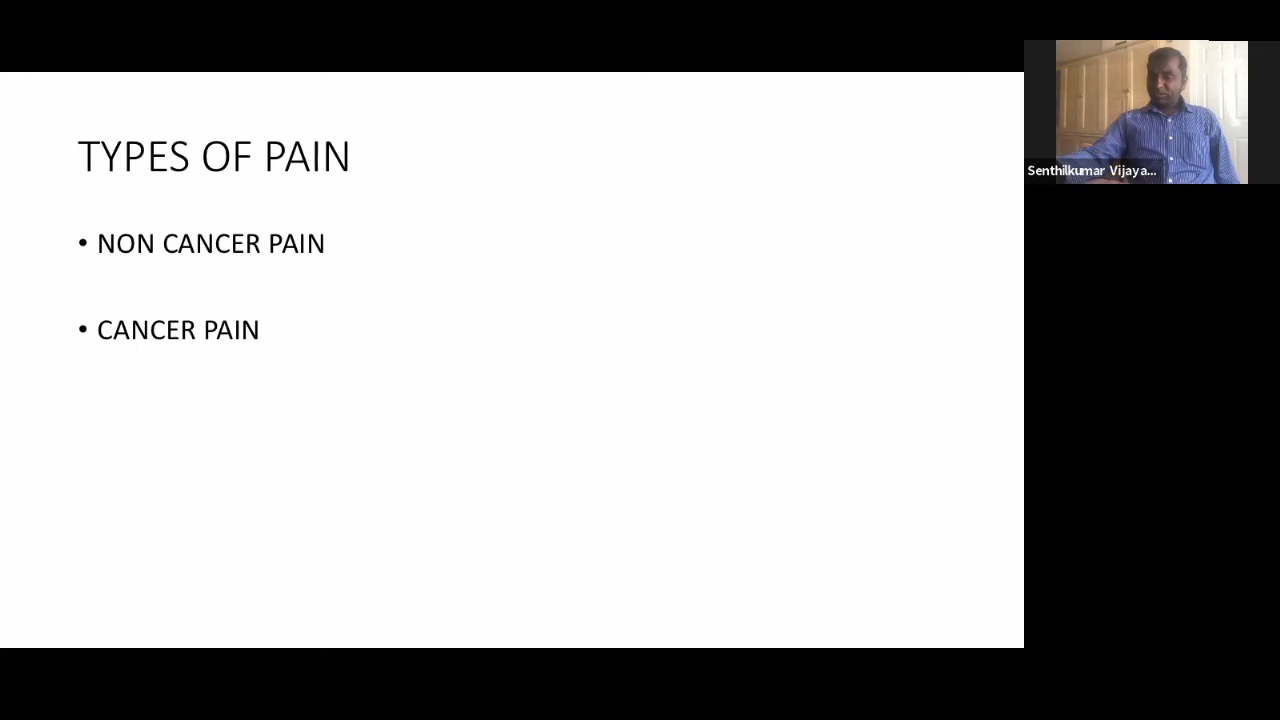 TYPES OF PAIN
• NON CANCER PAIN
• CANCER PAIN
Senthilkumar Vijaya...